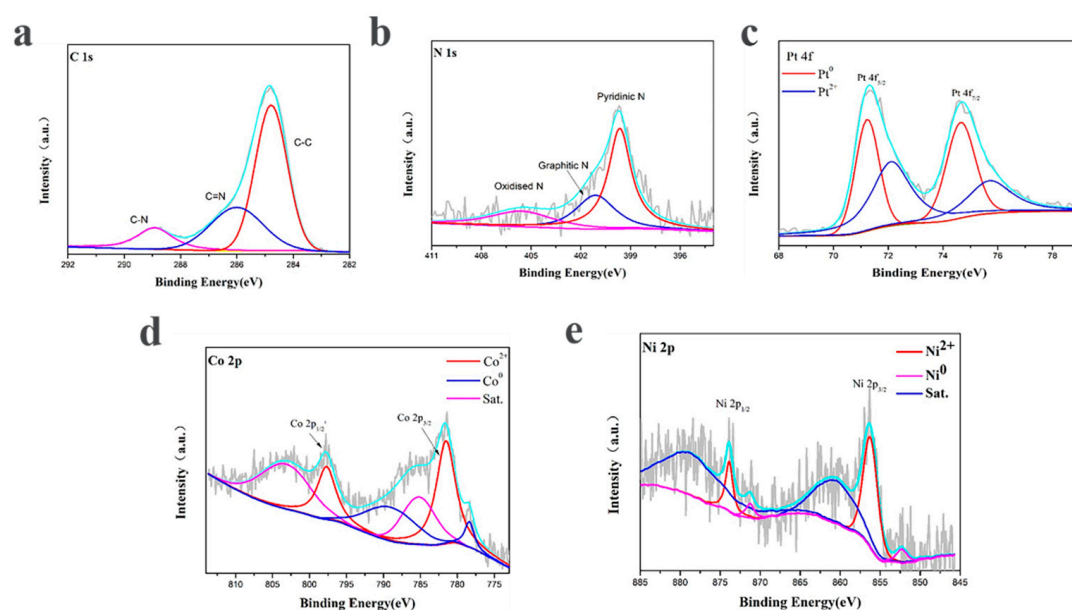 a
C 1s
C-C
C=N
C-N
Intensity (a.u.)
292 290 288 286 284 282
Binding Energy(eV)
b
N 1s
Pyridinic N
Graphitic N
Oxidised N
Intensity (a.u.)
411 408 405 402 399 396
Binding Energy(eV)
c
Pt 4f
Pt⁰
Pt²⁺
Pt 4f5/2
Pt 4f7/2
Intensity (a.u.)
68 70 72 74 76 78
Binding Energy(eV)
d
Co 2p
Co²⁺
Co⁰
Sat.
Co 2p1/2'
Co 2p3/2
Intensity (a.u.)
810 805 800 795 790 785 780 775
Binding Energy(eV)
e
Ni 2p
Ni²⁺
Ni⁰
Sat.
Ni 2p3/2
Ni 2p1/2
Intensity (a.u.)
885 880 875 870 865 860 855 850 845
Binding Energy(eV)